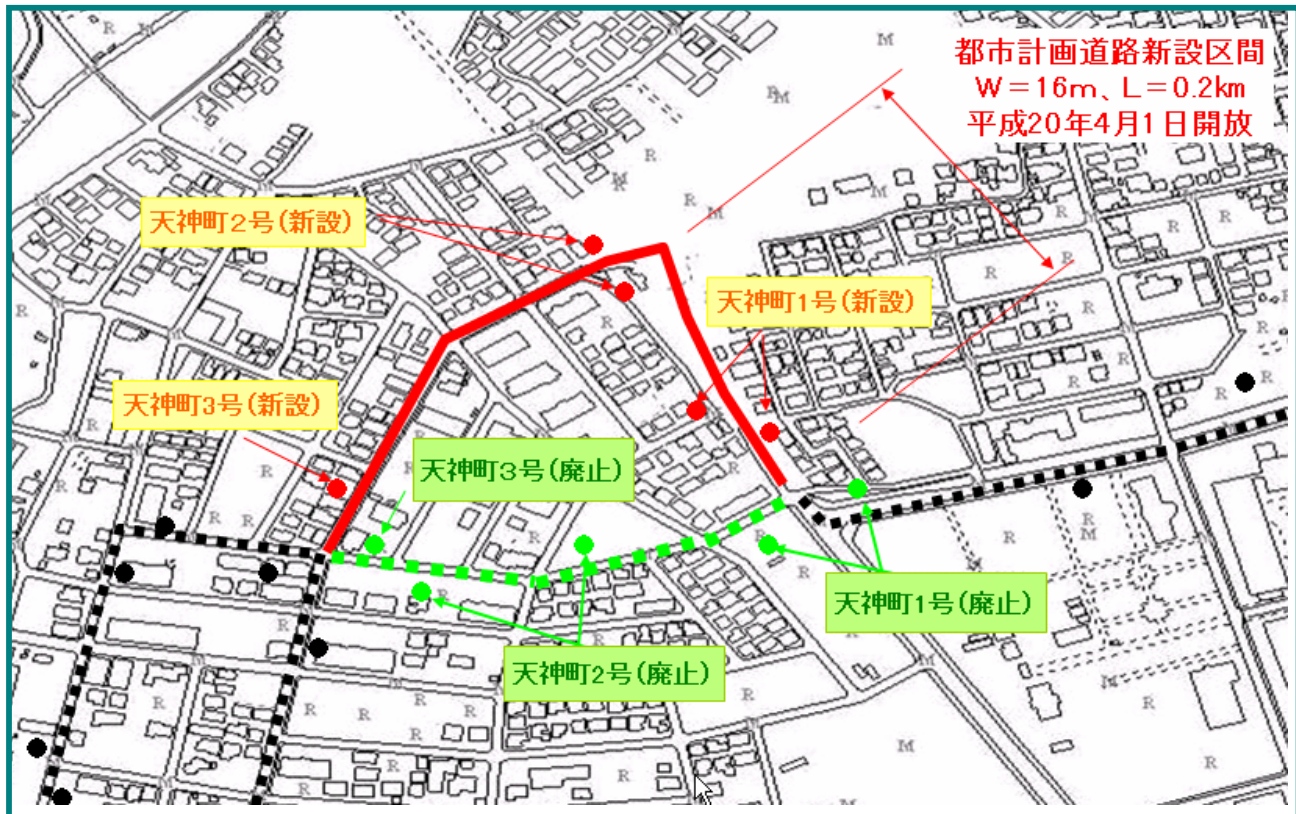 都市計画道路新設区間
W=16m、L=0.2km
平成20年4月1日開放
天神町2号(新設)
天神町1号(新設)
天神町3号(新設)
天神町3号(廃止)
天神町1号(廃止)
天神町2号(廃止)